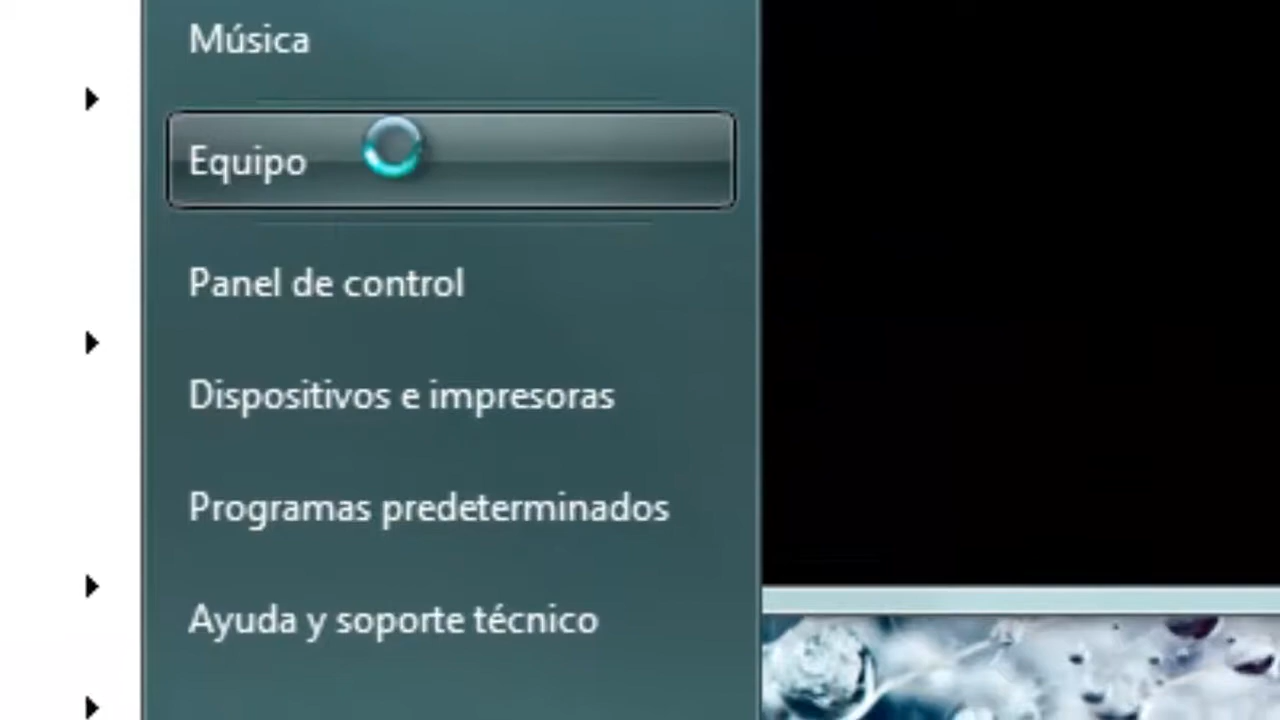 Música
Equipo
Panel de control
Dispositivos e impresoras
Programas predeterminados
Ayuda y soporte técnico